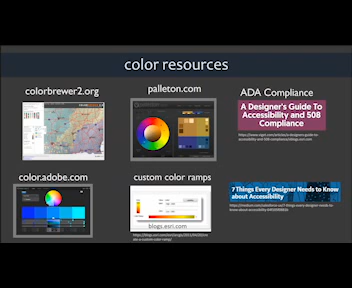 color resources
colorbrewer2.org
palleton.com
ADA Compliance
A Designer's Guide To
Accessibility and 508
Compliance
color.adobe.com
custom color ramps
blogs.esri.com
7 Things Every Designer Needs to Know
about Accessibility